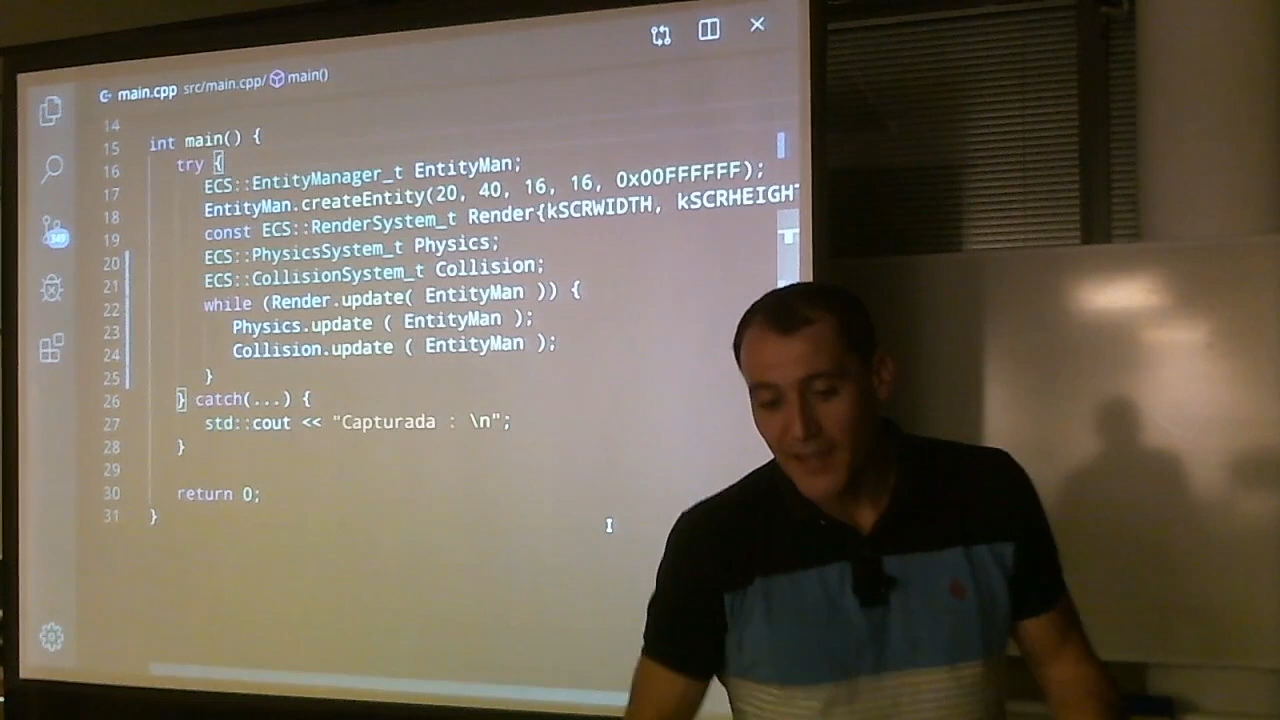 main.cpp src/main.cpp/ main()
14
15 int main() {
16 try {
17 ECS::EntityManager_t EntityMan;
18 EntityMan.createEntity(20, 40, 16, 16, 0x00FFFFFF);
19 const ECS::RenderSystem_t Render{kSCRWIDTH, kSCRHEIGHT
20 ECS::PhysicsSystem_t Physics;
21 ECS::CollisionSystem_t Collision;
22 while (Render.update( EntityMan )) {
23 Physics.update ( EntityMan );
24 Collision.update ( EntityMan );
25 }
26 } catch(...) {
27 std::cout << "Capturada : \n";
28 }
29
30 return 0;
31 }